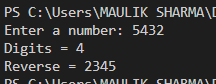 PS C:\Users\MAULIK SHARMA\D
Enter a number: 5432
Digits = 4
Reverse = 2345
PS C:\Users\MAULIK SHARMA\D